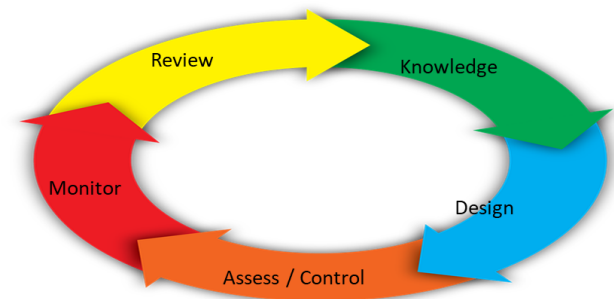 Review
Knowledge
Monitor
Design
Assess / Control